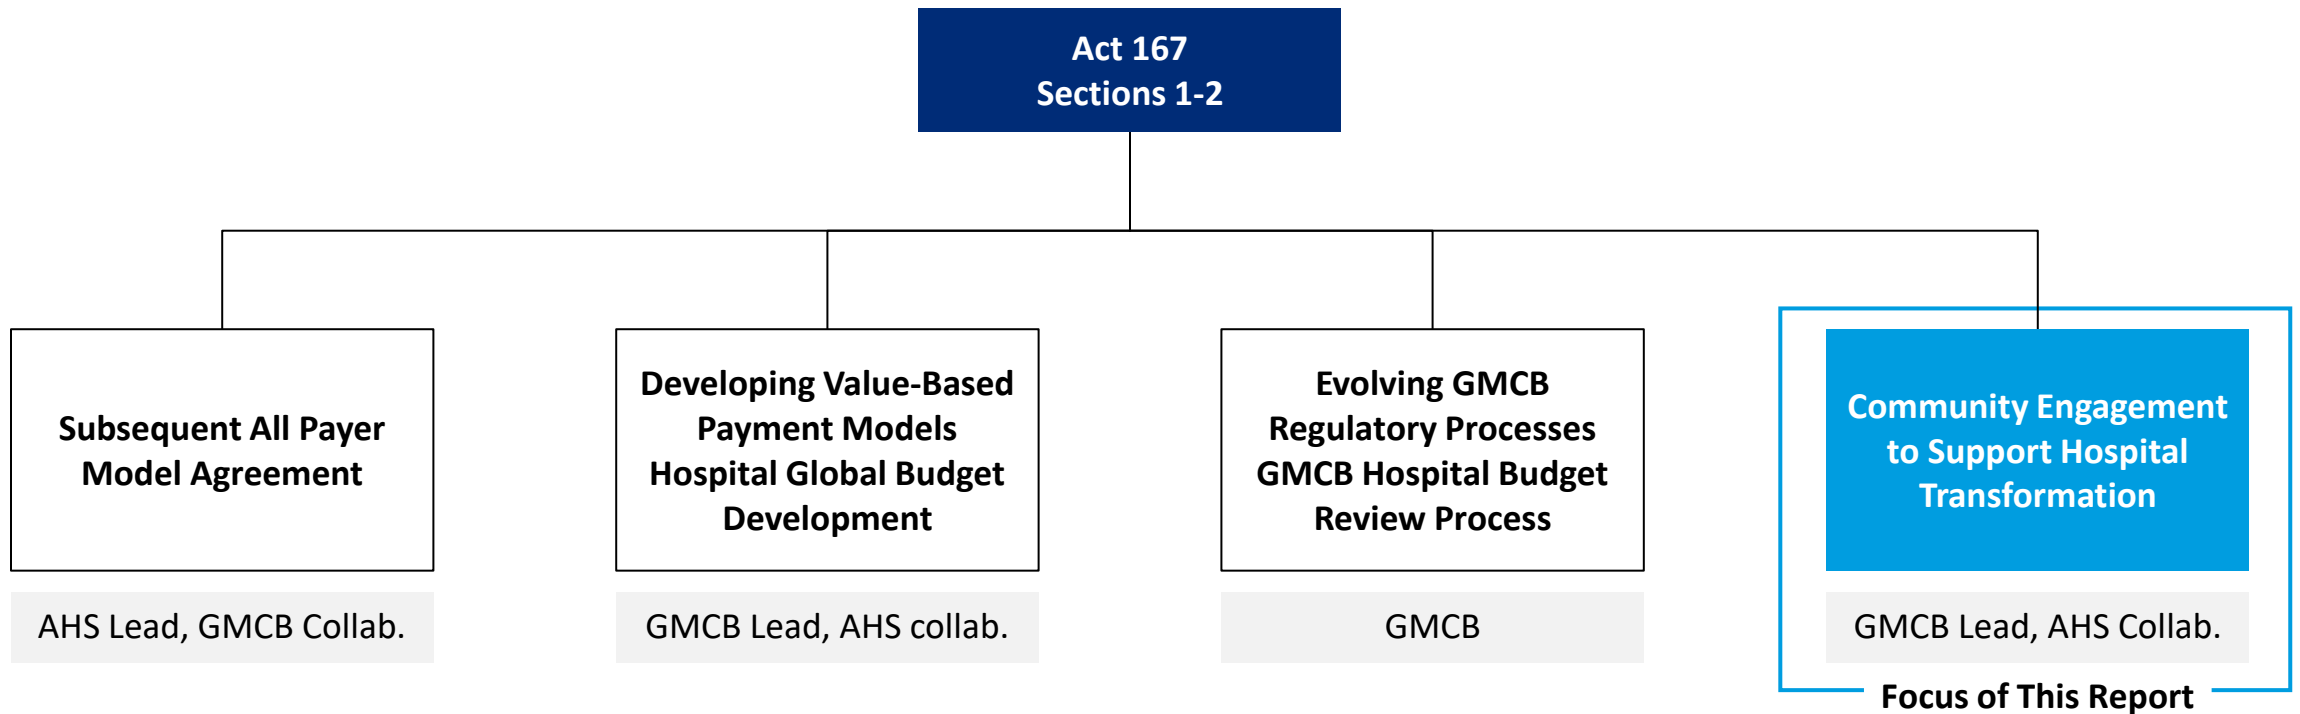 Act 167
Sections 1-2
Subsequent All Payer
Model Agreement
AHS Lead, GMCB Collab.
Developing Value-Based
Payment Models
Hospital Global Budget
Development
GMCB Lead, AHS collab.
Evolving GMCB
Regulatory Processes
GMCB Hospital Budget
Review Process
GMCB
Community Engagement
to Support Hospital
Transformation
GMCB Lead, AHS Collab.
Focus of This Report